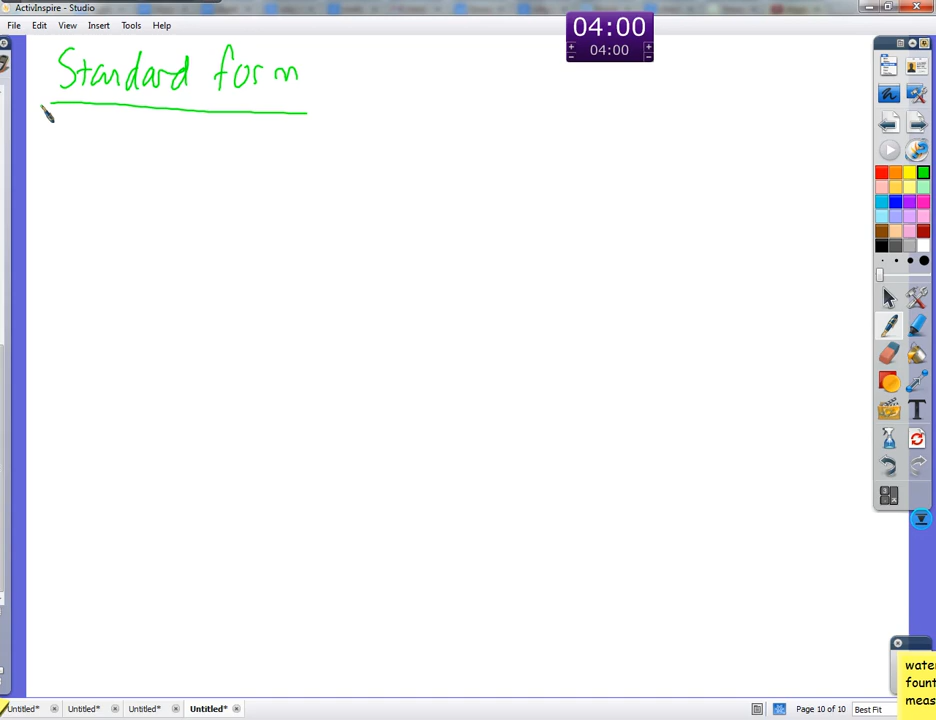 ActivInspire - Studio
File Edit View Insert Tools Help
04:00
04:00
Standard form
water
fount
meas
Untitled* Untitled* Untitled* Untitled* Page 10 of 10 Best Fit